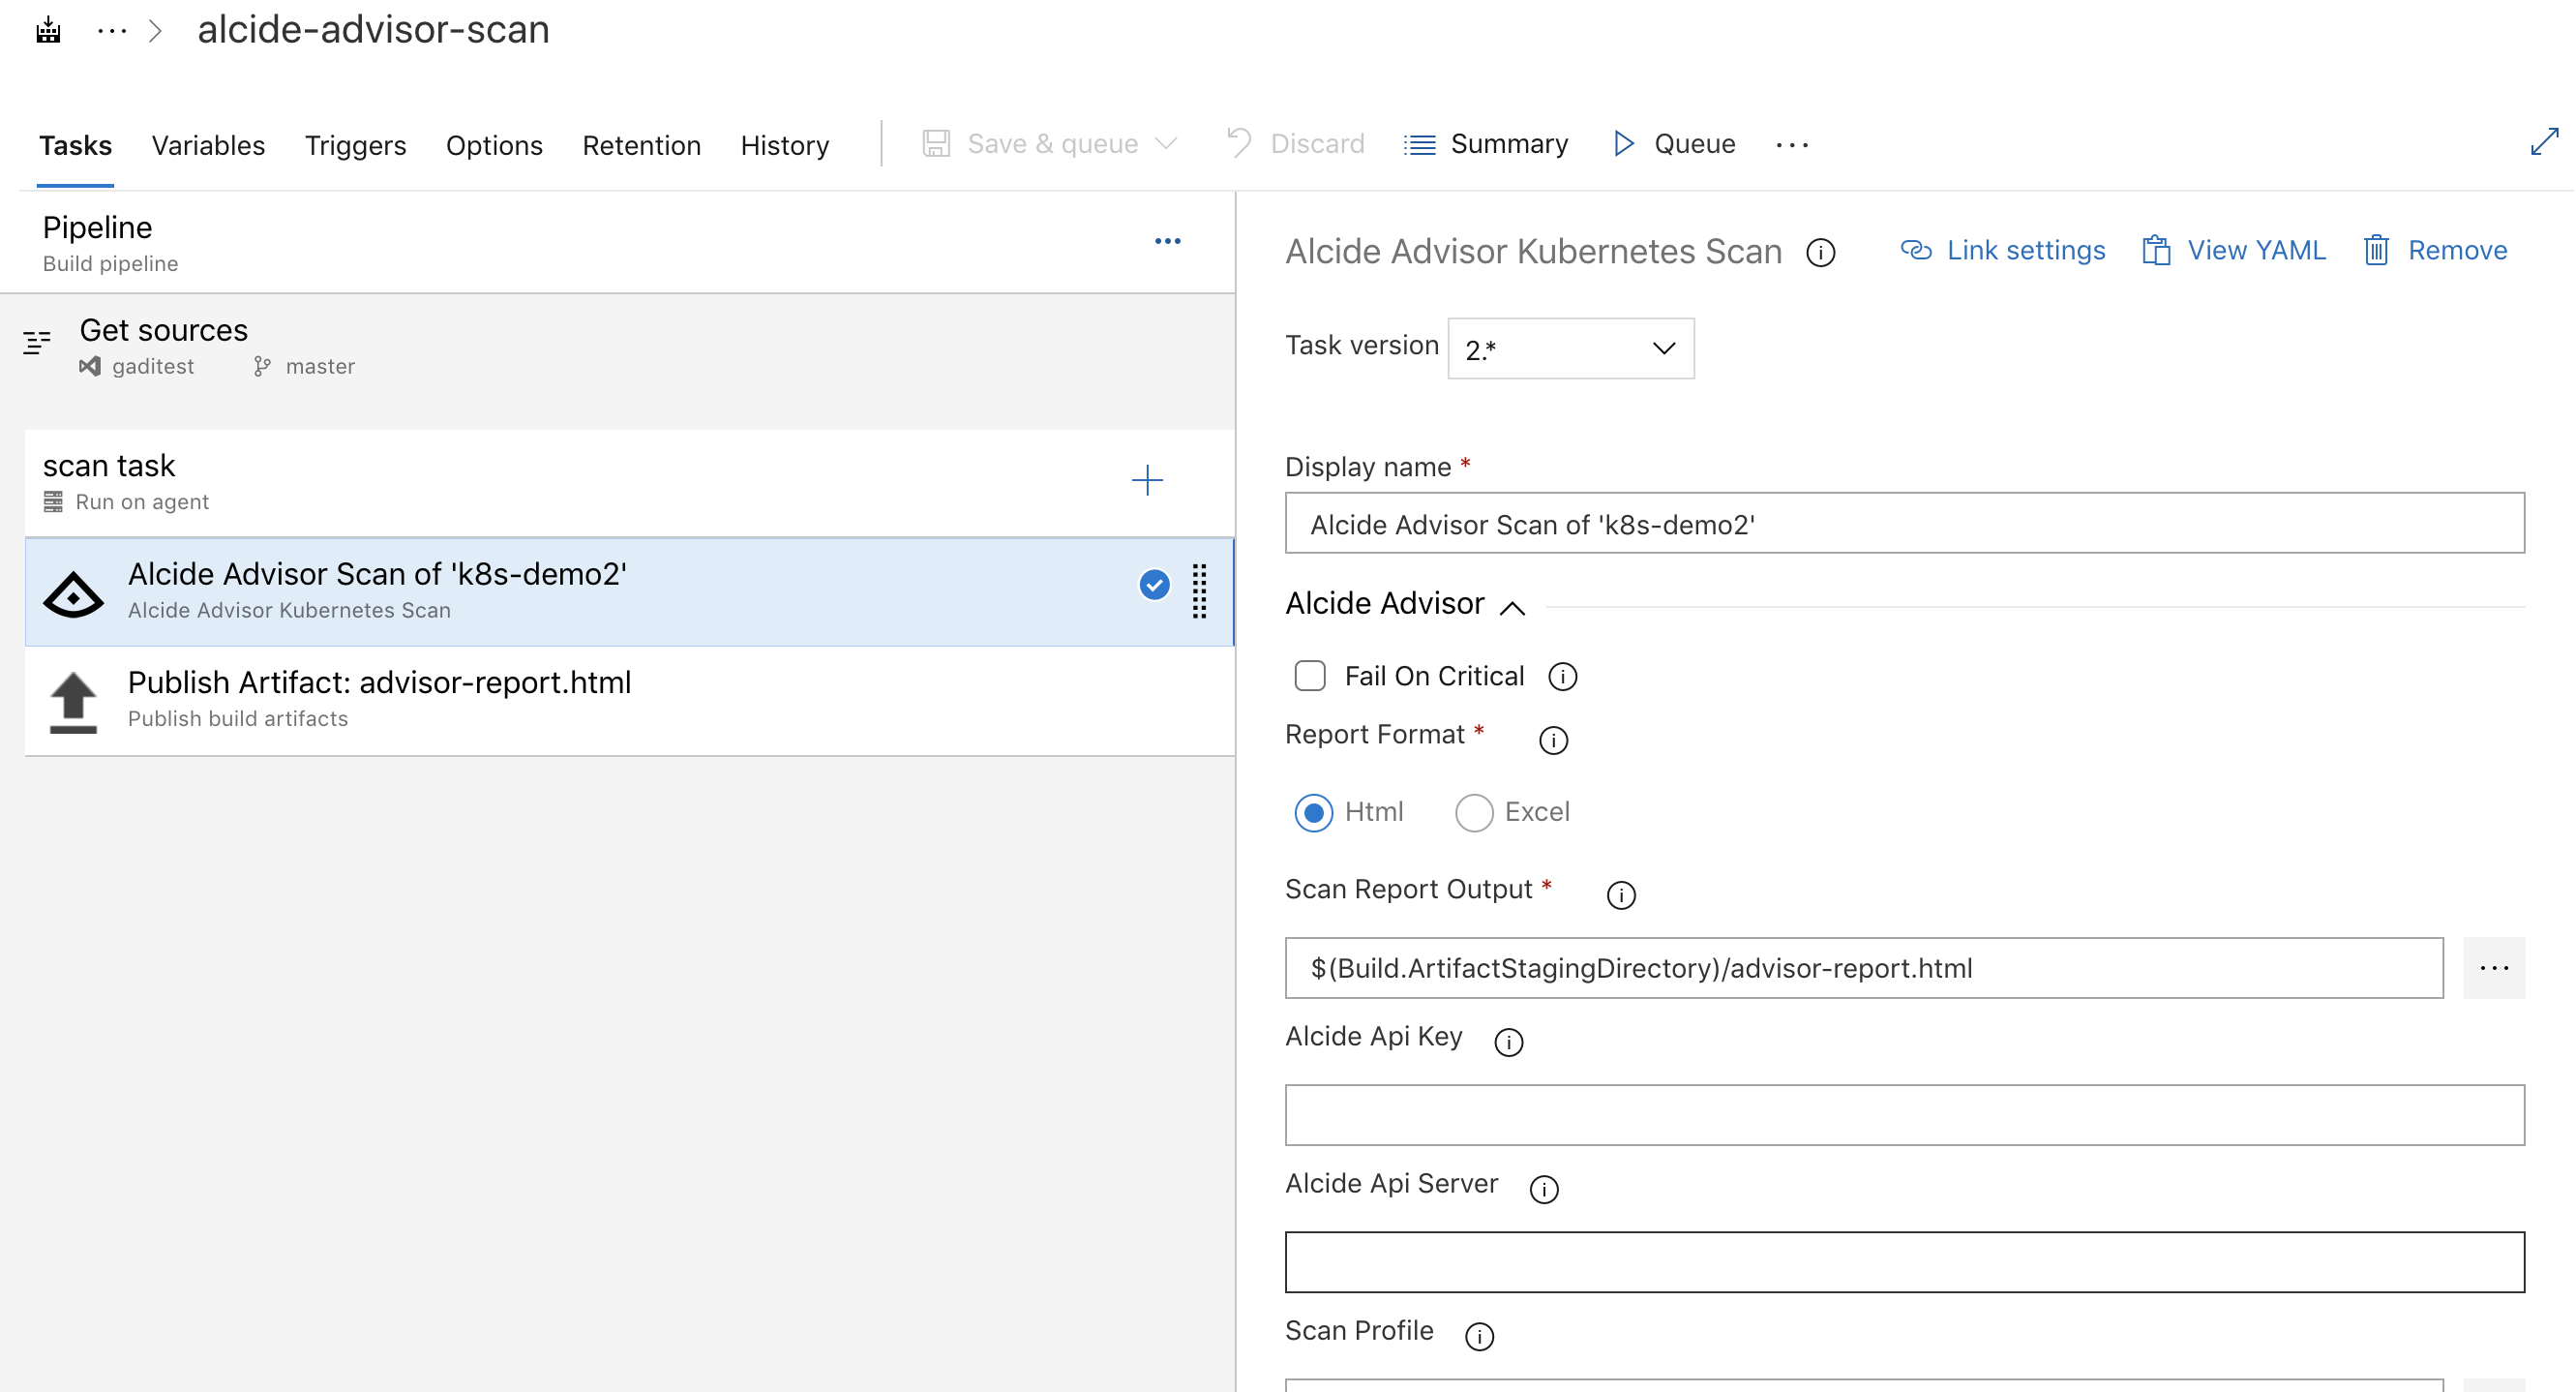 ... > alcide-advisor-scan
Tasks Variables Triggers Options Retention History Save & queue Discard Summary Queue ...
Pipeline
Build pipeline
Get sources
gaditest master
scan task
Run on agent
Alcide Advisor Scan of 'k8s-demo2'
Alcide Advisor Kubernetes Scan
Publish Artifact: advisor-report.html
Publish build artifacts
Alcide Advisor Kubernetes Scan Link settings View YAML Remove
Task version 2.*
Display name *
Alcide Advisor Scan of 'k8s-demo2'
Alcide Advisor
Fail On Critical
Report Format *
Html Excel
Scan Report Output *
$(Build.ArtifactStagingDirectory)/advisor-report.html ...
Alcide Api Key
Alcide Api Server
Scan Profile